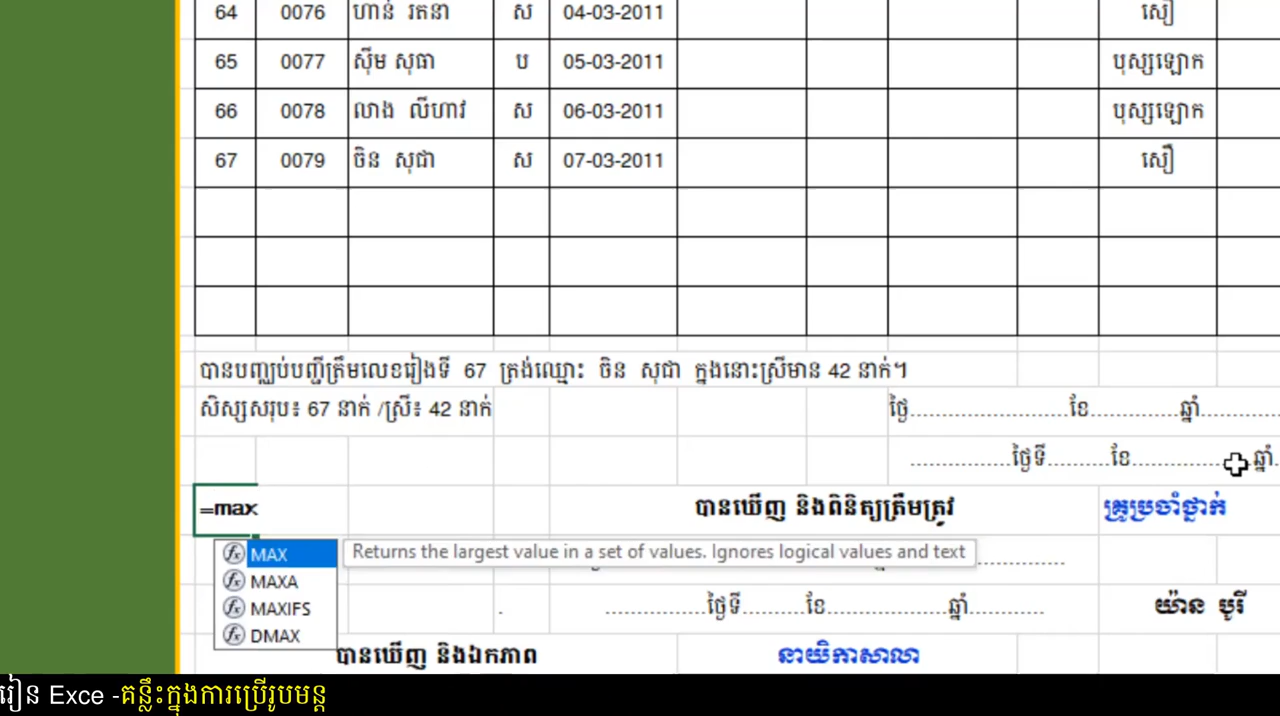 64 0076 ហាន់ រតនា ស 04-03-2011 សឿ
65 0077 ស៊ីម សុធា ប 05-03-2011 បុស្សឡោក
66 0078 លាង លីហាវ ស 06-03-2011 បុស្សឡោក
67 0079 ចិន សុជា ស 07-03-2011 សឿ
បានបញ្ឈប់បញ្ជីត្រឹមលេខរៀងទី 67 ត្រង់ឈ្មោះ ចិន សុជា ក្នុងនោះស្រីមាន 42 នាក់។
សិស្សសរុប៖ 67 នាក់ /ស្រី៖ 42 នាក់ ថ្ងៃ........................ខែ..............ឆ្នាំ............
...............ថ្ងៃទី.........ខែ.................ឆ្នាំ.
=max បានឃើញ និងពិនិត្យត្រឹមត្រូវ គ្រូប្រចាំថ្នាក់
MAX Returns the largest value in a set of values. Ignores logical values and text
MAXA
MAXIFS ...............ថ្ងៃទី.........ខែ.................ឆ្នាំ........... យ៉ាន បូរី
DMAX
បានឃើញ និងឯកភាព នាយិកាសាលា
រៀន Exce -គន្លឹះក្នុងការប្រើរូបមន្ត